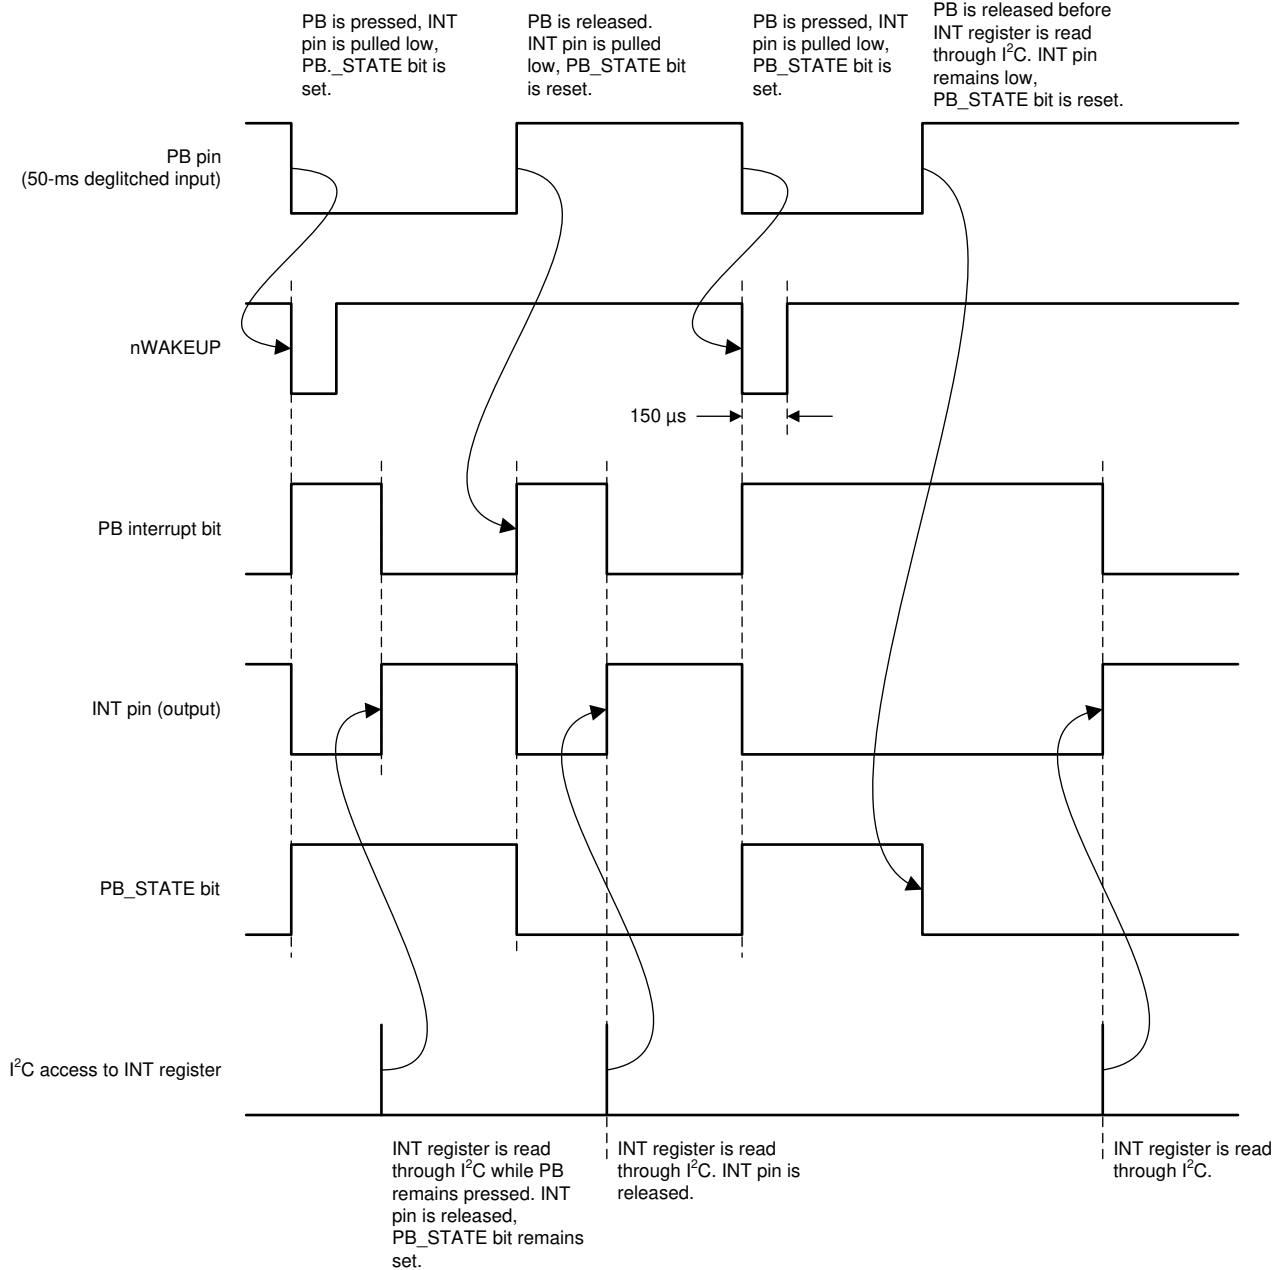 PB is pressed, INT
pin is pulled low,
PB._STATE bit is
set.
PB is released.
INT pin is pulled
low, PB_STATE bit
is reset.
PB is pressed, INT
pin is pulled low,
PB_STATE bit is
set.
PB is released before
INT register is read
through I²C. INT pin
remains low,
PB_STATE bit is reset.
PB pin
(50-ms deglitched input)
nWAKEUP
150 µs
PB interrupt bit
INT pin (output)
PB_STATE bit
I²C access to INT register
INT register is read
through I²C while PB
remains pressed. INT
pin is released,
PB_STATE bit remains
set.
INT register is read
through I²C. INT pin is
released.
INT register is read
through I²C.